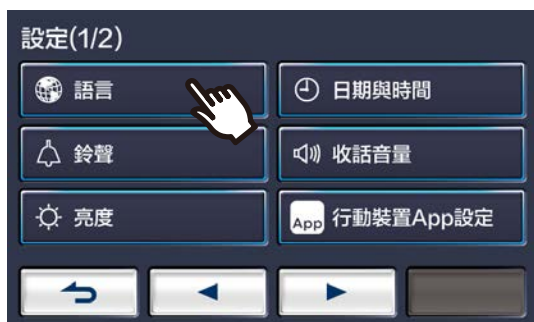 設定(1/2)
語言
日期與時間
鈴聲
收話音量
亮度
App 行動裝置App設定